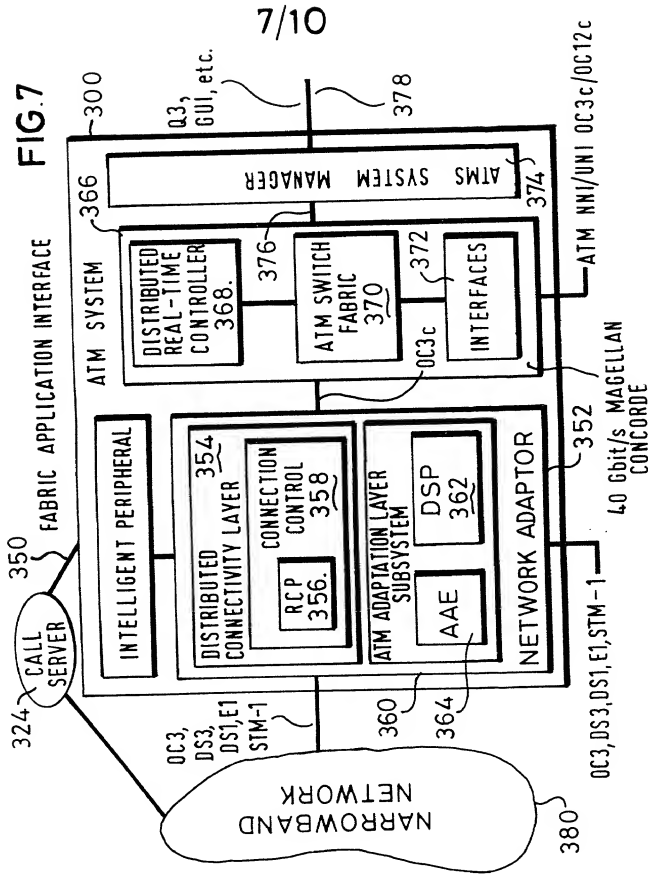 7/10
FIG.7
324
CALL
SERVER
350
FABRIC APPLICATION INTERFACE
300
Q3,
GUI, etc.
378
INTELLIGENT PERIPHERAL
ATM SYSTEM
366
DISTRIBUTED
REAL-TIME
CONTROLLER
368.
376
ATM SWITCH
FABRIC
370
372
INTERFACES
ATMS SYSTEM
MANAGER
374
DISTRIBUTED
CONNECTIVITY LAYER
354
CONNECTION
CONTROL
358
RCP
356.
OC3c
ATM ADAPTATION LAYER
SUBSYSTEM
AAE
DSP
362
NETWORK ADAPTOR
360
364
352
OC3,
DS3,
DS1,E1
STM-1
NARROWBAND
NETWORK
380
OC3,DS3,DS1,E1,STM-1
40 Gbit/s MAGELLAN
CONCORDE
ATM NNI/UNI OC3c/OC12c